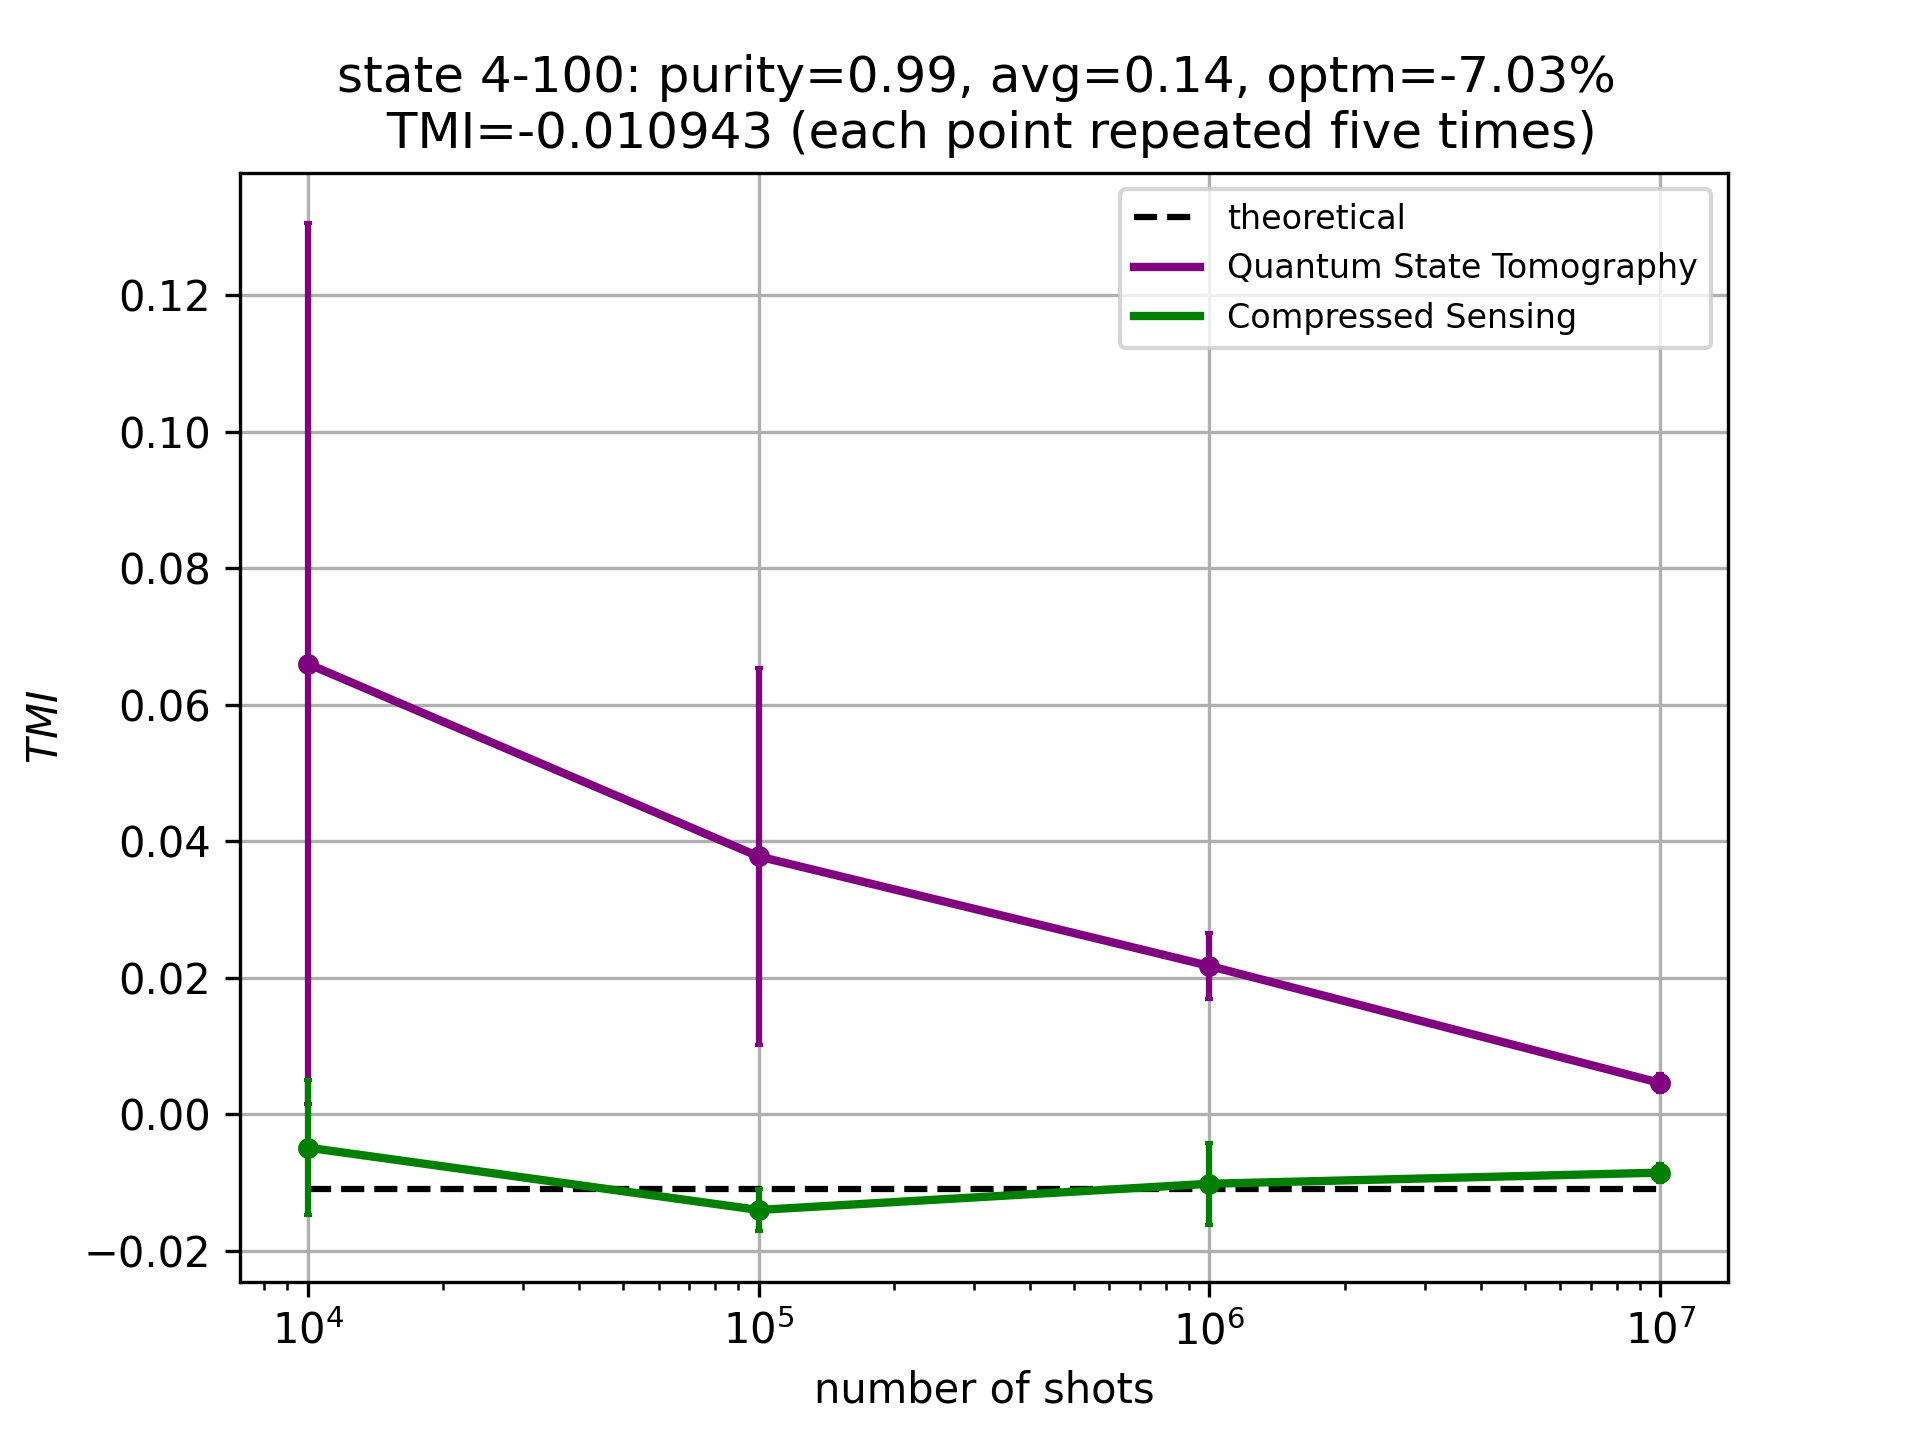 state 4-100: purity=0.99, avg=0.14, optm=-7.03%
TMI=-0.010943 (each point repeated five times)
theoretical
Quantum State Tomography
Compressed Sensing
0.12
0.10
0.08
0.06
0.04
0.02
0.00
−0.02
TMI
10⁴
10⁵
10⁶
10⁷
number of shots